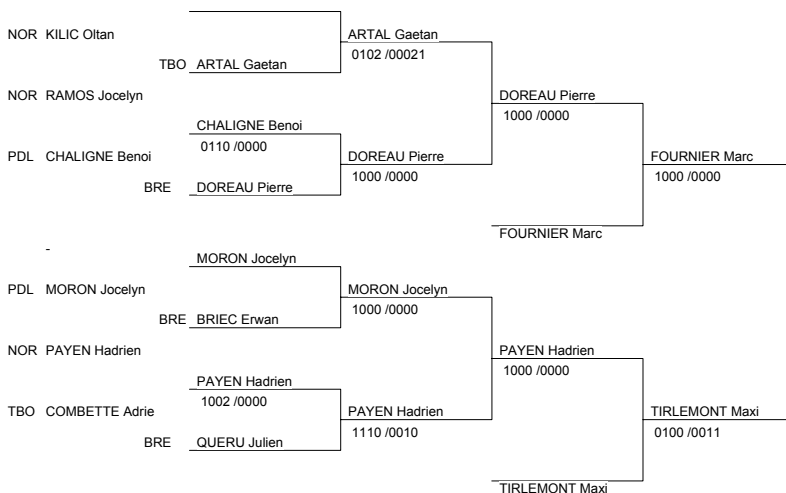 NOR KILIC Oltan
ARTAL Gaetan
0102 /00021
TBO ARTAL Gaetan
NOR RAMOS Jocelyn
DOREAU Pierre
1000 /0000
CHALIGNE Benoi
0110 /0000
PDL CHALIGNE Benoi
DOREAU Pierre
1000 /0000
FOURNIER Marc
1000 /0000
BRE DOREAU Pierre
FOURNIER Marc
-
MORON Jocelyn
PDL MORON Jocelyn
MORON Jocelyn
1000 /0000
BRE BRIEC Erwan
NOR PAYEN Hadrien
PAYEN Hadrien
1000 /0000
PAYEN Hadrien
1002 /0000
TBO COMBETTE Adrie
PAYEN Hadrien
1110 /0010
TIRLEMONT Maxi
0100 /0011
BRE QUERU Julien
TIRLEMONT Maxi